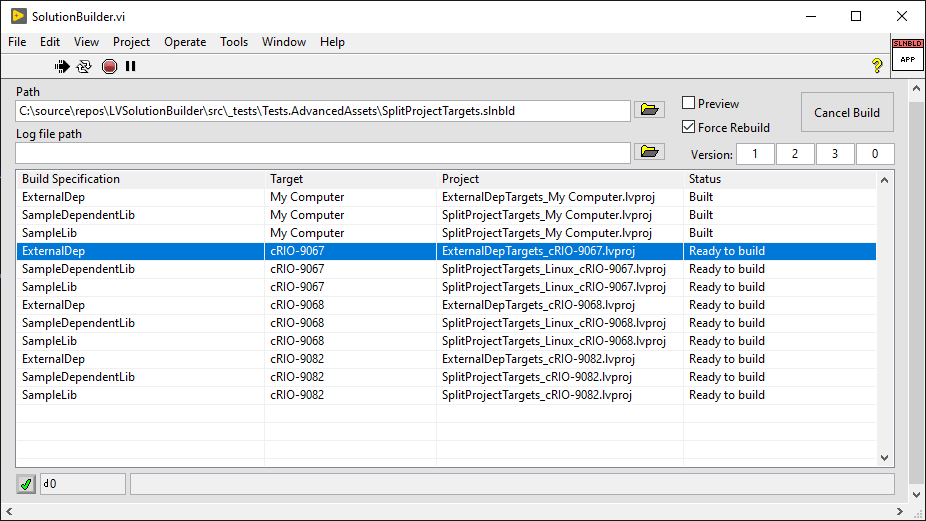 SolutionBuilder.vi
File Edit View Project Operate Tools Window Help
SLNBLD
APP
Path
C:\source\repos\LVSolutionBuilder\src\_tests\Tests.AdvancedAssets\SplitProjectTargets.slnbld
Preview
Force Rebuild
Cancel Build
Log file path
Version: 1 2 3 0
Build Specification Target Project Status
ExternalDep My Computer ExternalDepTargets_My Computer.lvproj Built
SampleDependentLib My Computer SplitProjectTargets_My Computer.lvproj Built
SampleLib My Computer SplitProjectTargets_My Computer.lvproj Built
ExternalDep cRIO-9067 ExternalDepTargets_cRIO-9067.lvproj Ready to build
SampleDependentLib cRIO-9067 SplitProjectTargets_Linux_cRIO-9067.lvproj Ready to build
SampleLib cRIO-9067 SplitProjectTargets_Linux_cRIO-9067.lvproj Ready to build
ExternalDep cRIO-9068 ExternalDepTargets_cRIO-9068.lvproj Ready to build
SampleDependentLib cRIO-9068 SplitProjectTargets_Linux_cRIO-9068.lvproj Ready to build
SampleLib cRIO-9068 SplitProjectTargets_Linux_cRIO-9068.lvproj Ready to build
ExternalDep cRIO-9082 ExternalDepTargets_cRIO-9082.lvproj Ready to build
SampleDependentLib cRIO-9082 SplitProjectTargets_cRIO-9082.lvproj Ready to build
SampleLib cRIO-9082 SplitProjectTargets_cRIO-9082.lvproj Ready to build
d0